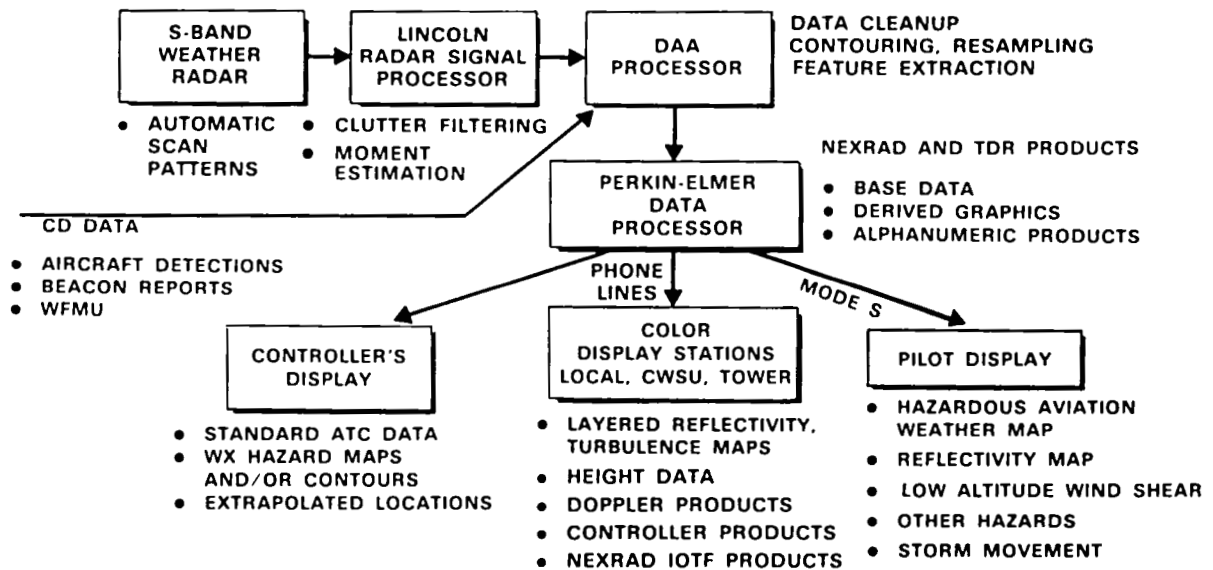 S-BAND
WEATHER
RADAR
LINCOLN
RADAR SIGNAL
PROCESSOR
DAA
PROCESSOR
DATA CLEANUP
CONTOURING, RESAMPLING
FEATURE EXTRACTION
• AUTOMATIC
SCAN
PATTERNS
• CLUTTER FILTERING
• MOMENT
ESTIMATION
CD DATA
• AIRCRAFT DETECTIONS
• BEACON REPORTS
• WFMU
PERKIN-ELMER
DATA
PROCESSOR
NEXRAD AND TDR PRODUCTS
• BASE DATA
• DERIVED GRAPHICS
• ALPHANUMERIC PRODUCTS
PHONE
LINES
MODE S
CONTROLLER'S
DISPLAY
• STANDARD ATC DATA
• WX HAZARD MAPS
AND/OR CONTOURS
• EXTRAPOLATED LOCATIONS
COLOR
DISPLAY STATIONS
LOCAL, CWSU, TOWER
• LAYERED REFLECTIVITY,
TURBULENCE MAPS
• HEIGHT DATA
• DOPPLER PRODUCTS
• CONTROLLER PRODUCTS
• NEXRAD IOTF PRODUCTS
PILOT DISPLAY
• HAZARDOUS AVIATION
WEATHER MAP
• REFLECTIVITY MAP
• LOW ALTITUDE WIND SHEAR
• OTHER HAZARDS
• STORM MOVEMENT